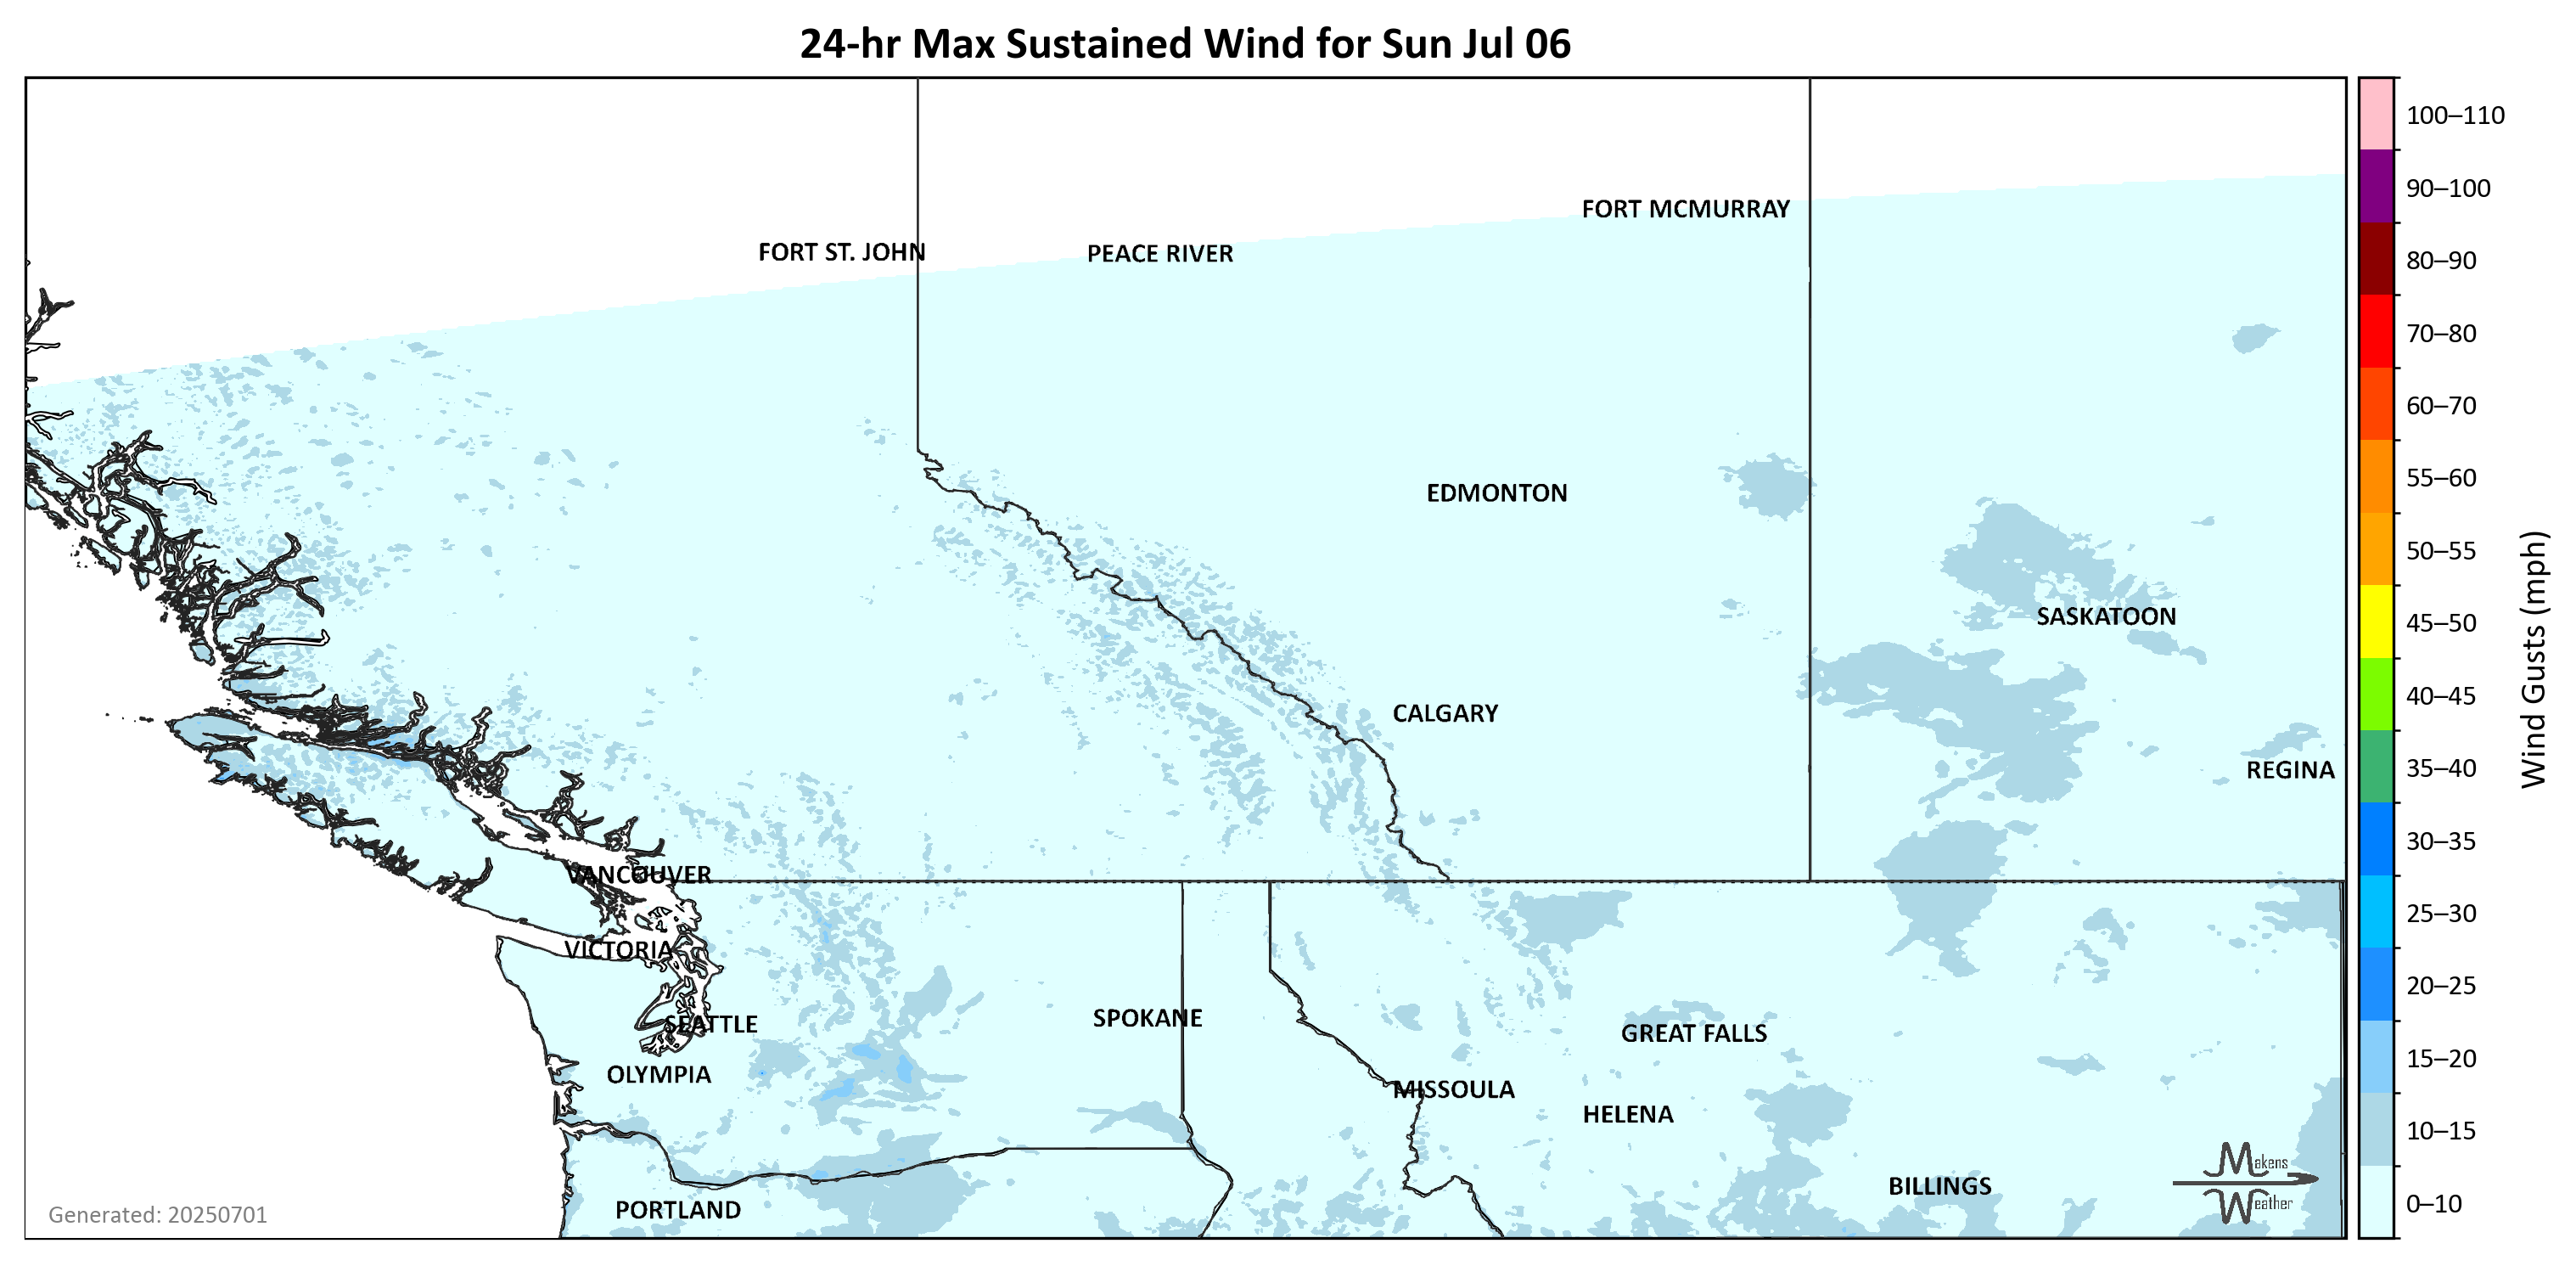 24-hr Max Sustained Wind for Sun Jul 06
100–110
90–100
80–90
70–80
60–70
55–60
50–55
45–50
40–45
35–40
30–35
25–30
20–25
15–20
10–15
0–10
Wind Gusts (mph)
FORT MCMURRAY
FORT ST. JOHN
PEACE RIVER
EDMONTON
SASKATOON
CALGARY
REGINA
VANCOUVER
VICTORIA
SEATTLE
SPOKANE
GREAT FALLS
OLYMPIA
MISSOULA
HELENA
BILLINGS
PORTLAND
Makens
Weather
Generated: 20250701